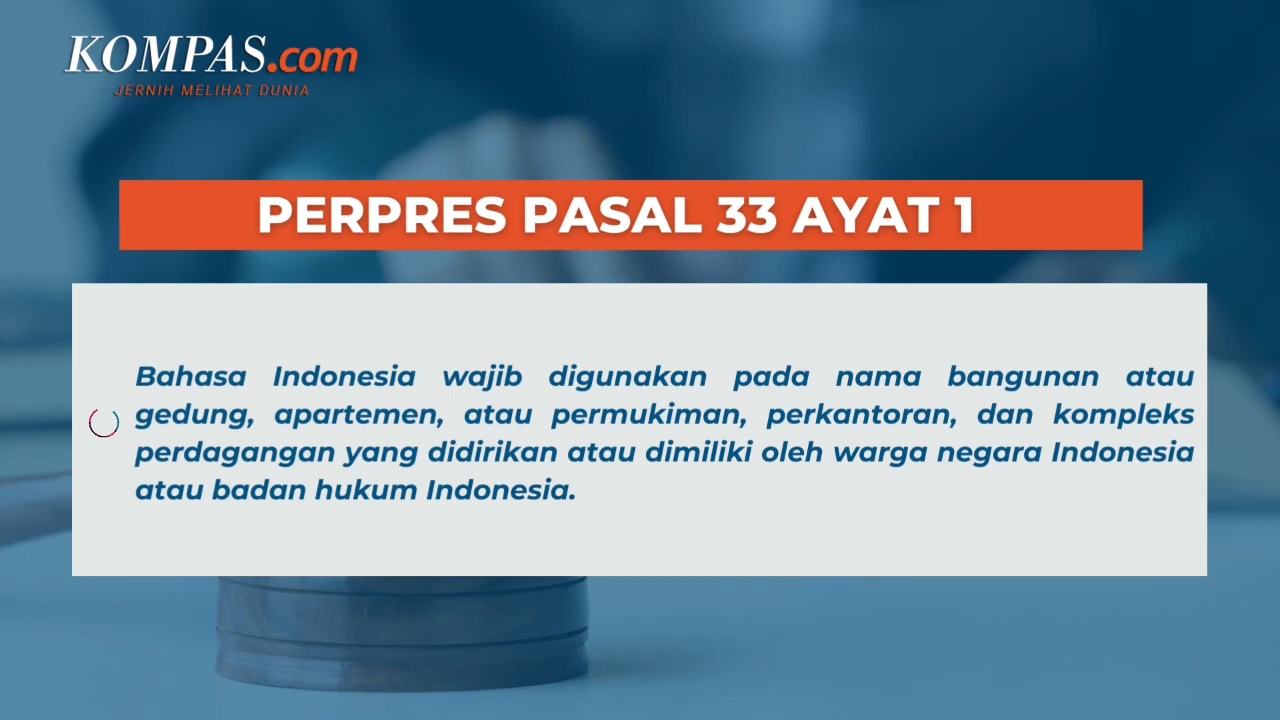 KOMPAS.com
JERNIH MELIHAT DUNIA
PERPRES PASAL 33 AYAT 1
Bahasa Indonesia wajib digunakan pada nama bangunan atau
gedung, apartemen, atau permukiman, perkantoran, dan kompleks
perdagangan yang didirikan atau dimiliki oleh warga negara Indonesia
atau badan hukum Indonesia.